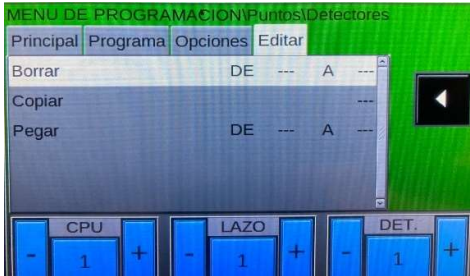 MENU DE PROGRAMACION\Puntos\Detectores
Principal Programa Opciones Editar
Borrar DE --- A ---
Copiar ---
Pegar DE --- A ---
CPU LAZO DET.
- 1 + - 1 + - 1 +